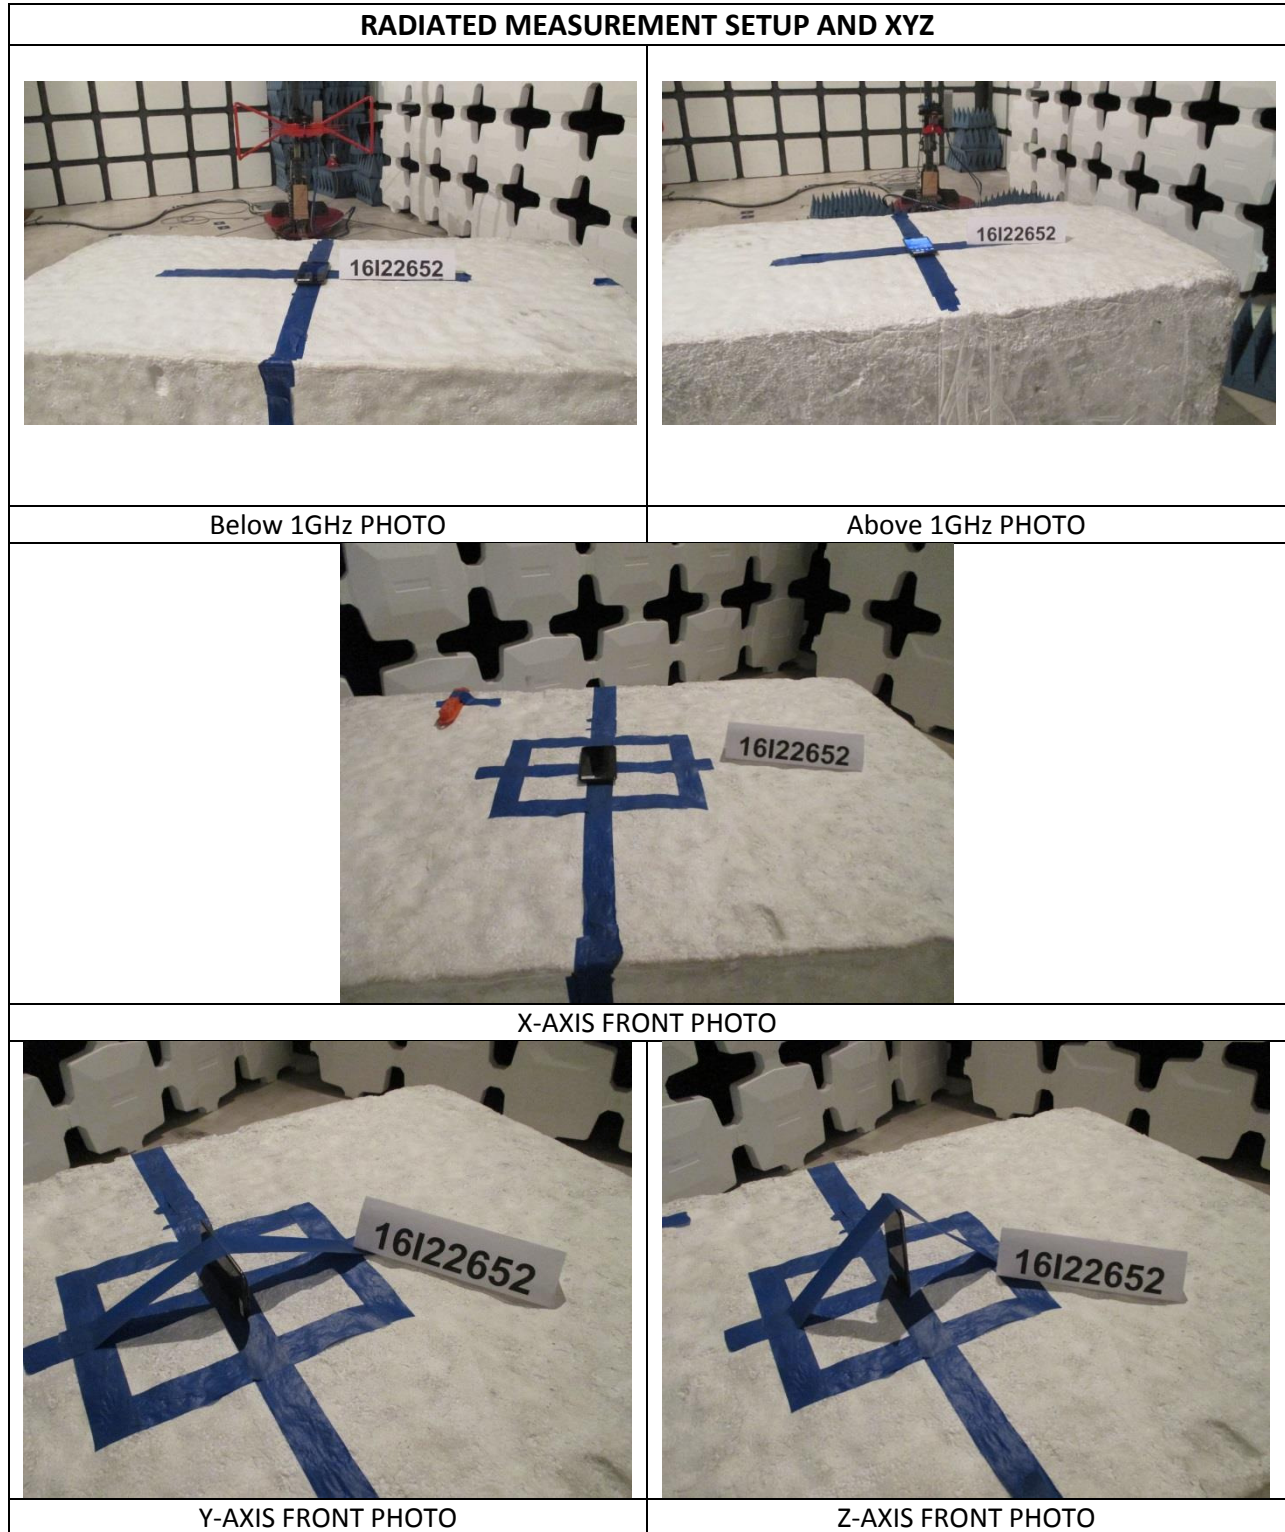 RADIATED MEASUREMENT SETUP AND XYZ
16I22652
16I22652
Below 1GHz PHOTO
Above 1GHz PHOTO
16I22652
X-AXIS FRONT PHOTO
16I22652
16I22652
Y-AXIS FRONT PHOTO
Z-AXIS FRONT PHOTO